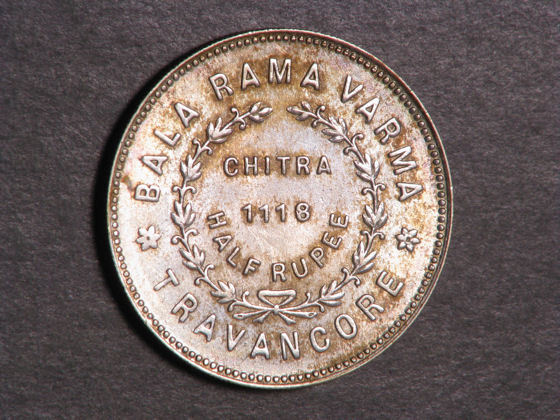 BALA RAMA VARMA
CHITRA
1118
HALF RUPEE
TRAVANCORE